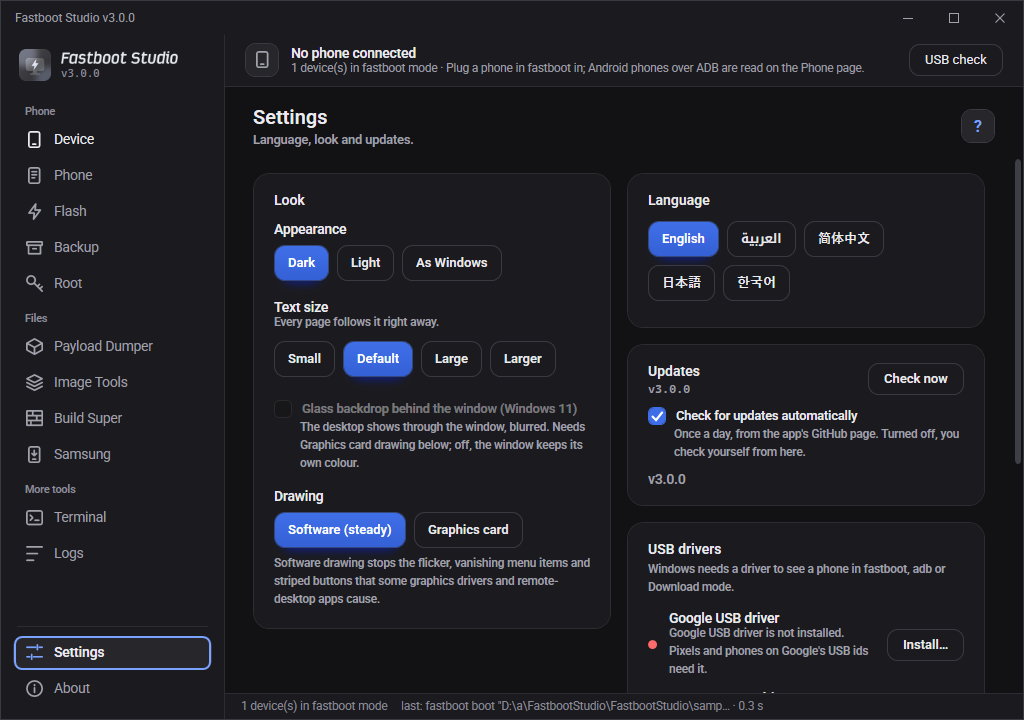 Fastboot Studio v3.0.0
Fastboot Studio
v3.0.0
No phone connected
1 device(s) in fastboot mode · Plug a phone in fastboot in; Android phones over ADB are read on the Phone page.
USB check
Phone
Device
Phone
Flash
Backup
Root
Files
Payload Dumper
Image Tools
Build Super
Samsung
More tools
Terminal
Logs
Settings
About
Settings
Language, look and updates.
?
Look
Appearance
Dark
Light
As Windows
Text size
Every page follows it right away.
Small
Default
Large
Larger
Glass backdrop behind the window (Windows 11)
The desktop shows through the window, blurred. Needs
Graphics card drawing below; off, the window keeps its
own colour.
Drawing
Software (steady)
Graphics card
Software drawing stops the flicker, vanishing menu items and
striped buttons that some graphics drivers and remote-
desktop apps cause.
Language
English
العربية
简体中文
日本語
한국어
Updates
v3.0.0
Check now
Check for updates automatically
Once a day, from the app's GitHub page. Turned off, you
check yourself from here.
v3.0.0
USB drivers
Windows needs a driver to see a phone in fastboot, adb or
Download mode.
Google USB driver
Google USB driver is not installed.
Pixels and phones on Google's USB ids
need it.
Install...
1 device(s) in fastboot mode
last: fastboot boot "D:\a\FastbootStudio\FastbootStudio\samp... · 0.3 s